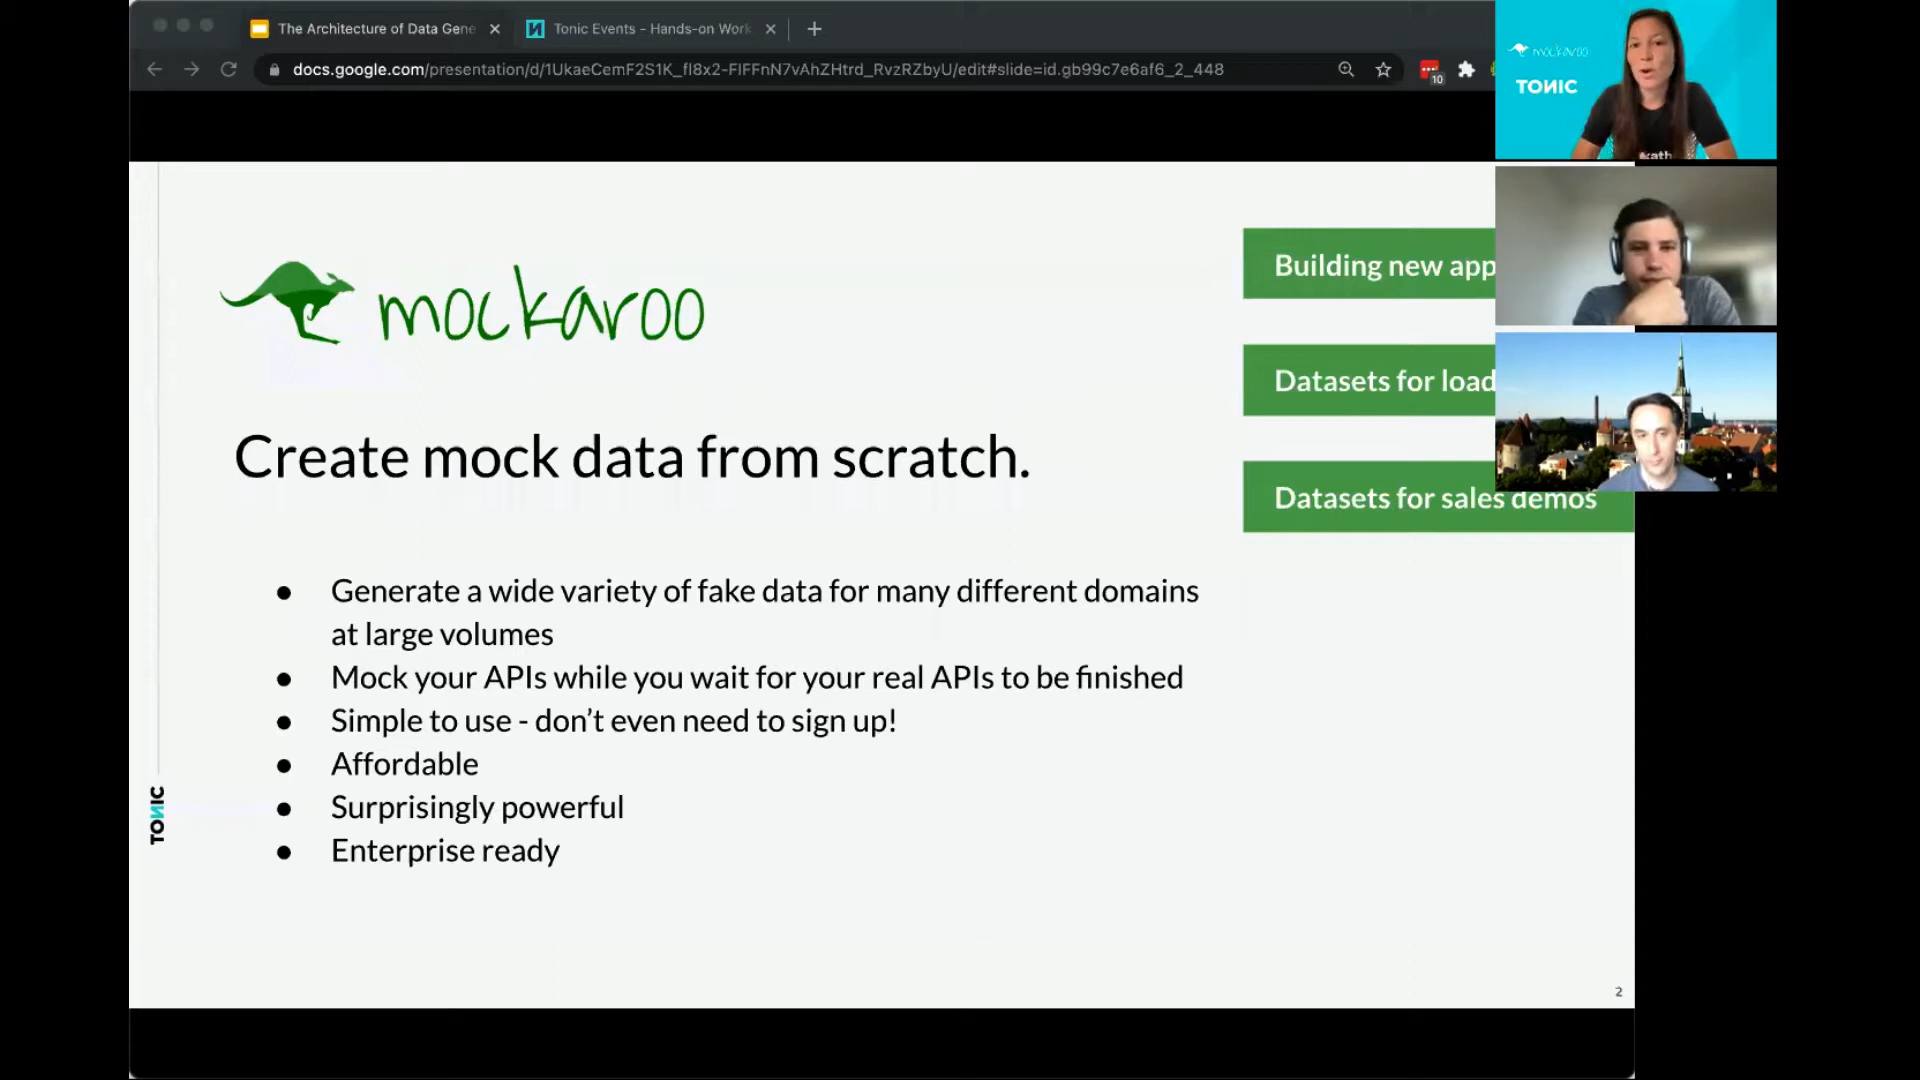 The Architecture of Data Gene
Tonic Events - Hands-on Work
docs.google.com/presentation/d/1UkaeCemF2S1K_fl8x2-FIFFnN7vAhZHtrd_RvzRZbyU/edit#slide=id.gb99c7e6af6_2_448
10
mockaroo
TONIC
kath
mockaroo
Building new app
Datasets for load
Datasets for sales demos
Create mock data from scratch.
● Generate a wide variety of fake data for many different domains
at large volumes
● Mock your APIs while you wait for your real APIs to be finished
● Simple to use - don’t even need to sign up!
● Affordable
● Surprisingly powerful
● Enterprise ready
TONIC
2